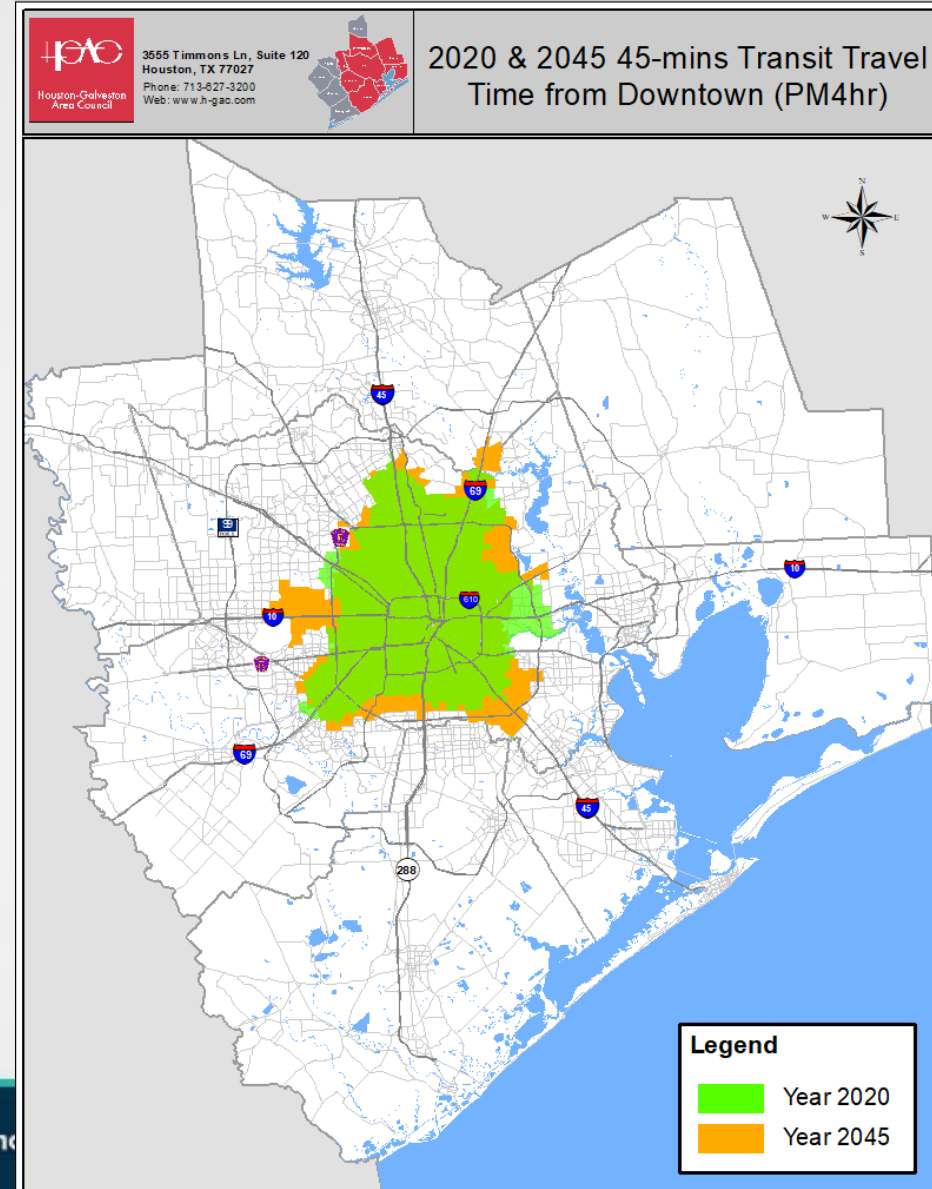 H-GAC
Houston-Galveston
Area Council
3555 Timmons Ln, Suite 120
Houston, TX 77027
Phone: 713-627-3200
Web: www.h-gac.com
2020 & 2045 45-mins Transit Travel
Time from Downtown (PM4hr)
N
W
E
S
45
69
99
10
610
10
69
45
288
Legend
Year 2020
Year 2045